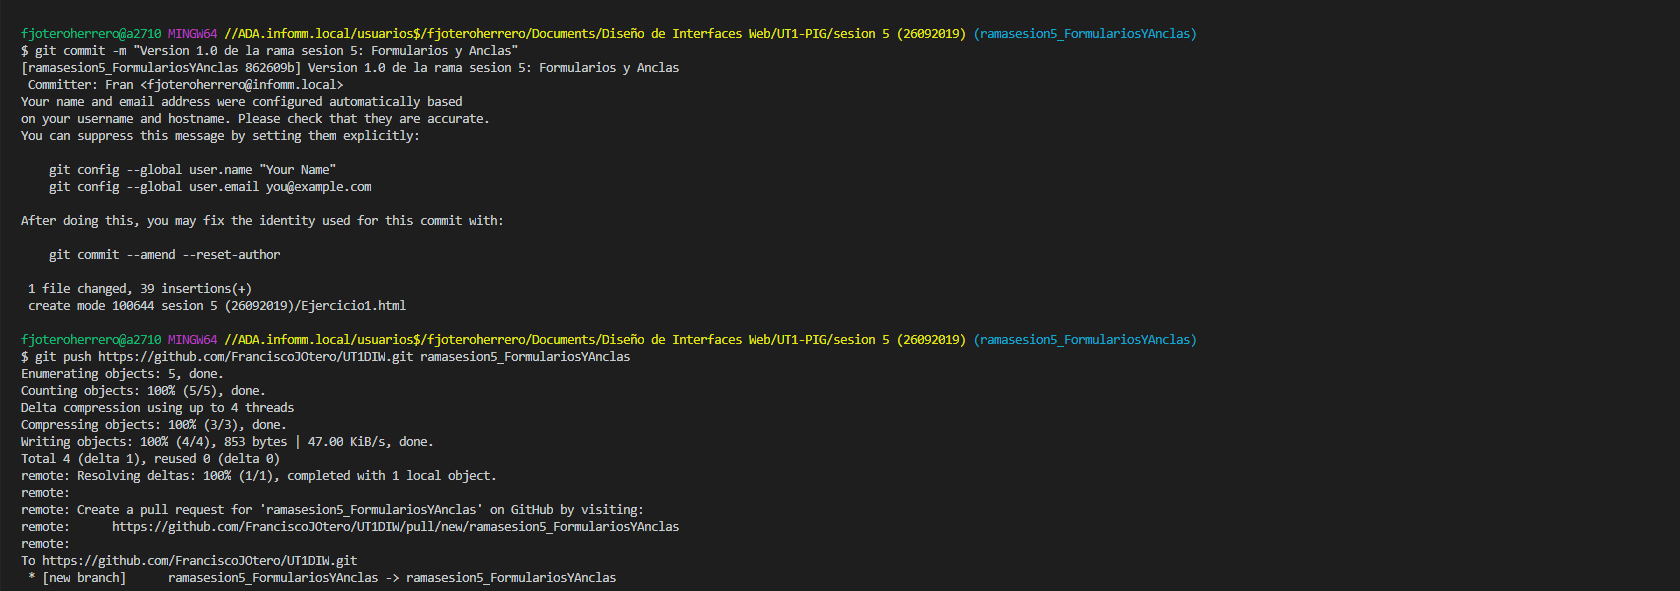 fjoteroherrero@a2710 MINGW64 //ADA.infomm.local/usuarios$/fjoteroherrero/Documents/Diseño de Interfaces Web/UT1-PIG/sesion 5 (26092019) (ramasesion5_FormulariosYAnclas)
$ git commit -m "Version 1.0 de la rama sesion 5: Formularios y Anclas"
[ramasesion5_FormulariosYAnclas 862609b] Version 1.0 de la rama sesion 5: Formularios y Anclas
 Committer: Fran <fjoteroherrero@infomm.local>
Your name and email address were configured automatically based
on your username and hostname. Please check that they are accurate.
You can suppress this message by setting them explicitly:

    git config --global user.name "Your Name"
    git config --global user.email you@example.com

After doing this, you may fix the identity used for this commit with:

    git commit --amend --reset-author

 1 file changed, 39 insertions(+)
 create mode 100644 sesion 5 (26092019)/Ejercicio1.html

fjoteroherrero@a2710 MINGW64 //ADA.infomm.local/usuarios$/fjoteroherrero/Documents/Diseño de Interfaces Web/UT1-PIG/sesion 5 (26092019) (ramasesion5_FormulariosYAnclas)
$ git push https://github.com/FranciscoJOtero/UT1DIW.git ramasesion5_FormulariosYAnclas
Enumerating objects: 5, done.
Counting objects: 100% (5/5), done.
Delta compression using up to 4 threads
Compressing objects: 100% (3/3), done.
Writing objects: 100% (4/4), 853 bytes | 47.00 KiB/s, done.
Total 4 (delta 1), reused 0 (delta 0)
remote: Resolving deltas: 100% (1/1), completed with 1 local object.
remote:
remote: Create a pull request for 'ramasesion5_FormulariosYAnclas' on GitHub by visiting:
remote:      https://github.com/FranciscoJOtero/UT1DIW/pull/new/ramasesion5_FormulariosYAnclas
remote:
To https://github.com/FranciscoJOtero/UT1DIW.git
 * [new branch]      ramasesion5_FormulariosYAnclas -> ramasesion5_FormulariosYAnclas